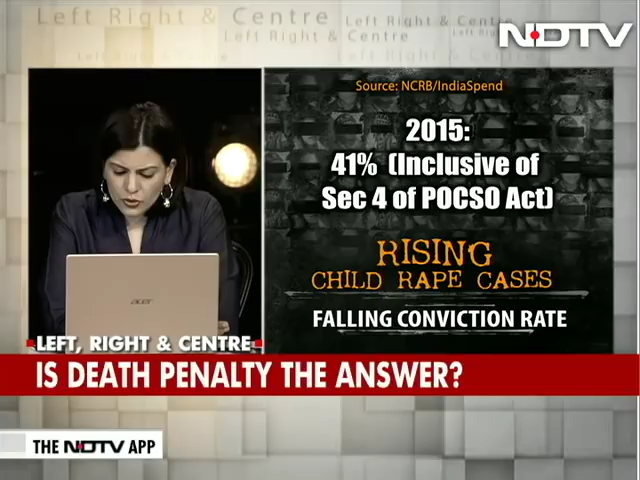 Left Right & Centre
Left Right & Centre
Left Right & Centre
NDTV
Source: NCRB/IndiaSpend
2015:
41% (Inclusive of
Sec 4 of POCSO Act)
RISING
CHILD RAPE CASES
FALLING CONVICTION RATE
acer
LEFT, RIGHT & CENTRE
IS DEATH PENALTY THE ANSWER?
THE NDTV APP